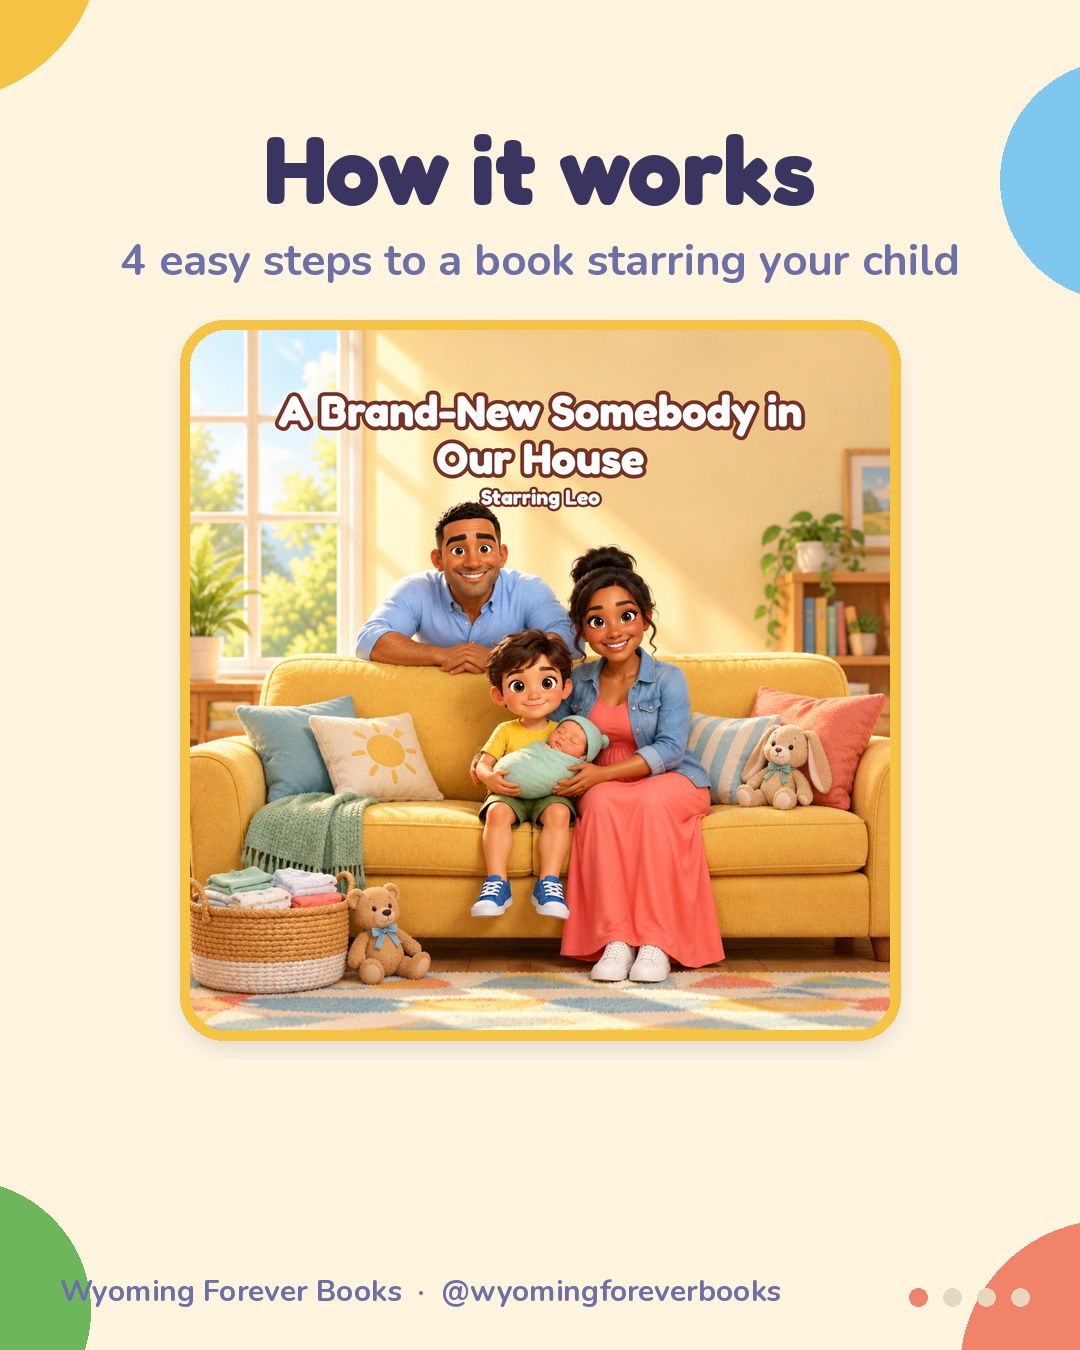 How it works
4 easy steps to a book starring your child
A Brand-New Somebody in
Our House
Starring Leo
Wyoming Forever Books · @wyomingforeverbooks